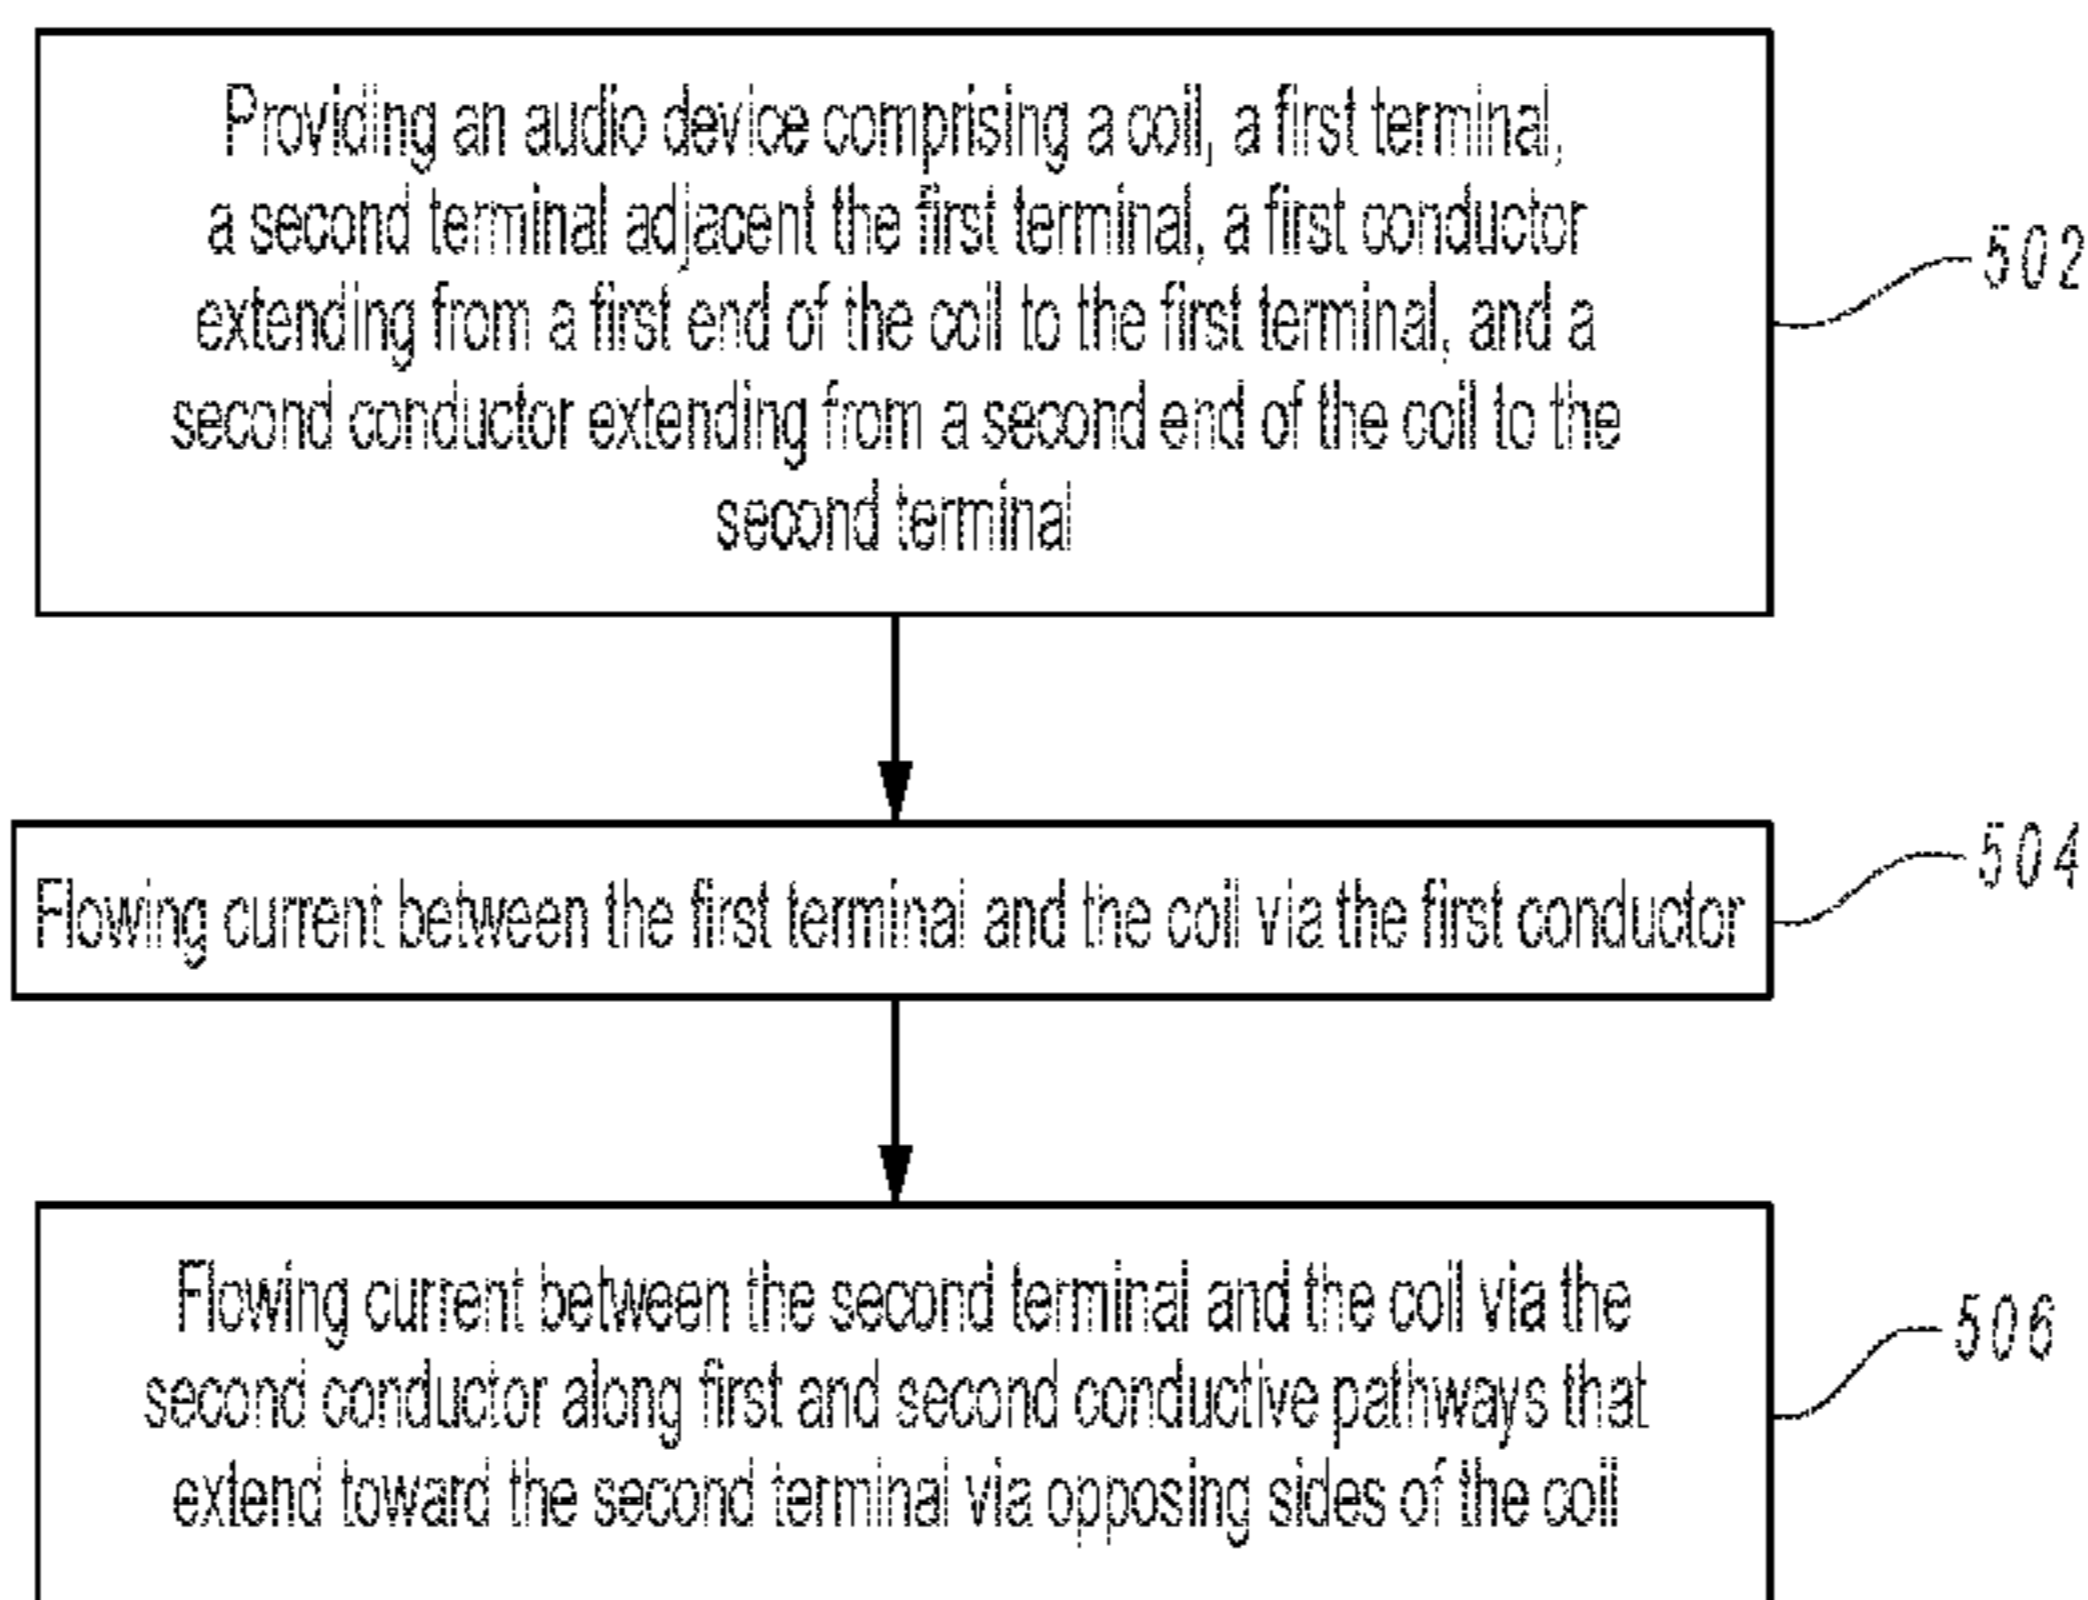 Providing an audio device comprising a coil, a first terminal,
a second terminal adjacent the first terminal, a first conductor
extending from a first end of the coil to the first terminal, and a
second conductor extending from a second end of the coil to the
second terminal
502
Flowing current between the first terminal and the coil via the first conductor
504
Flowing current between the second terminal and the coil via the
second conductor along first and second conductive pathways that
extend toward the second terminal via opposing sides of the coil
506